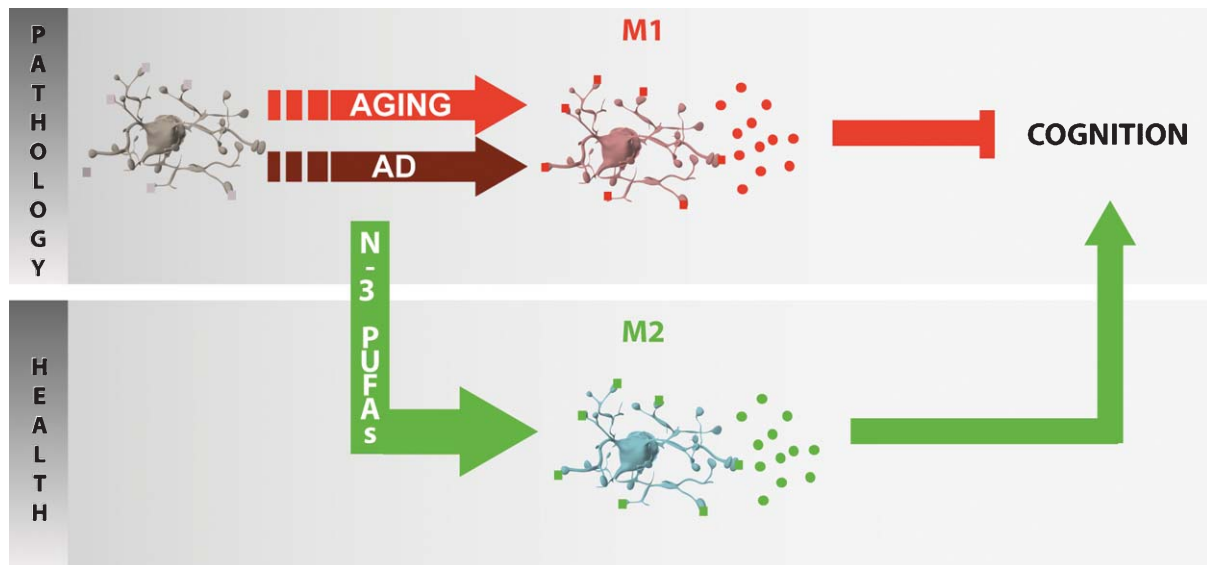 PATHOLOGY
M1
AGING
AD
COGNITION
N-3 PUFAs
M2
HEALTH